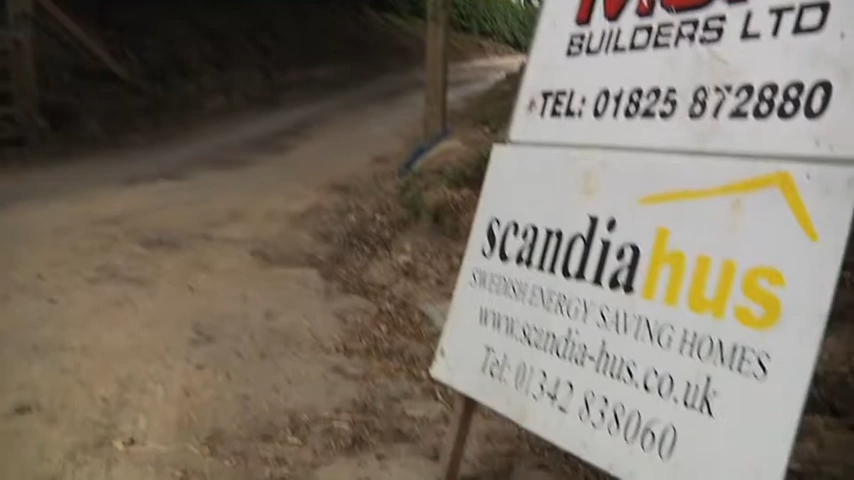 BUILDERS LTD
TEL: 01825 872880
scandiahus
SWEDISH ENERGY SAVING HOMES
www.scandia-hus.co.uk
Tel: 01342 838060